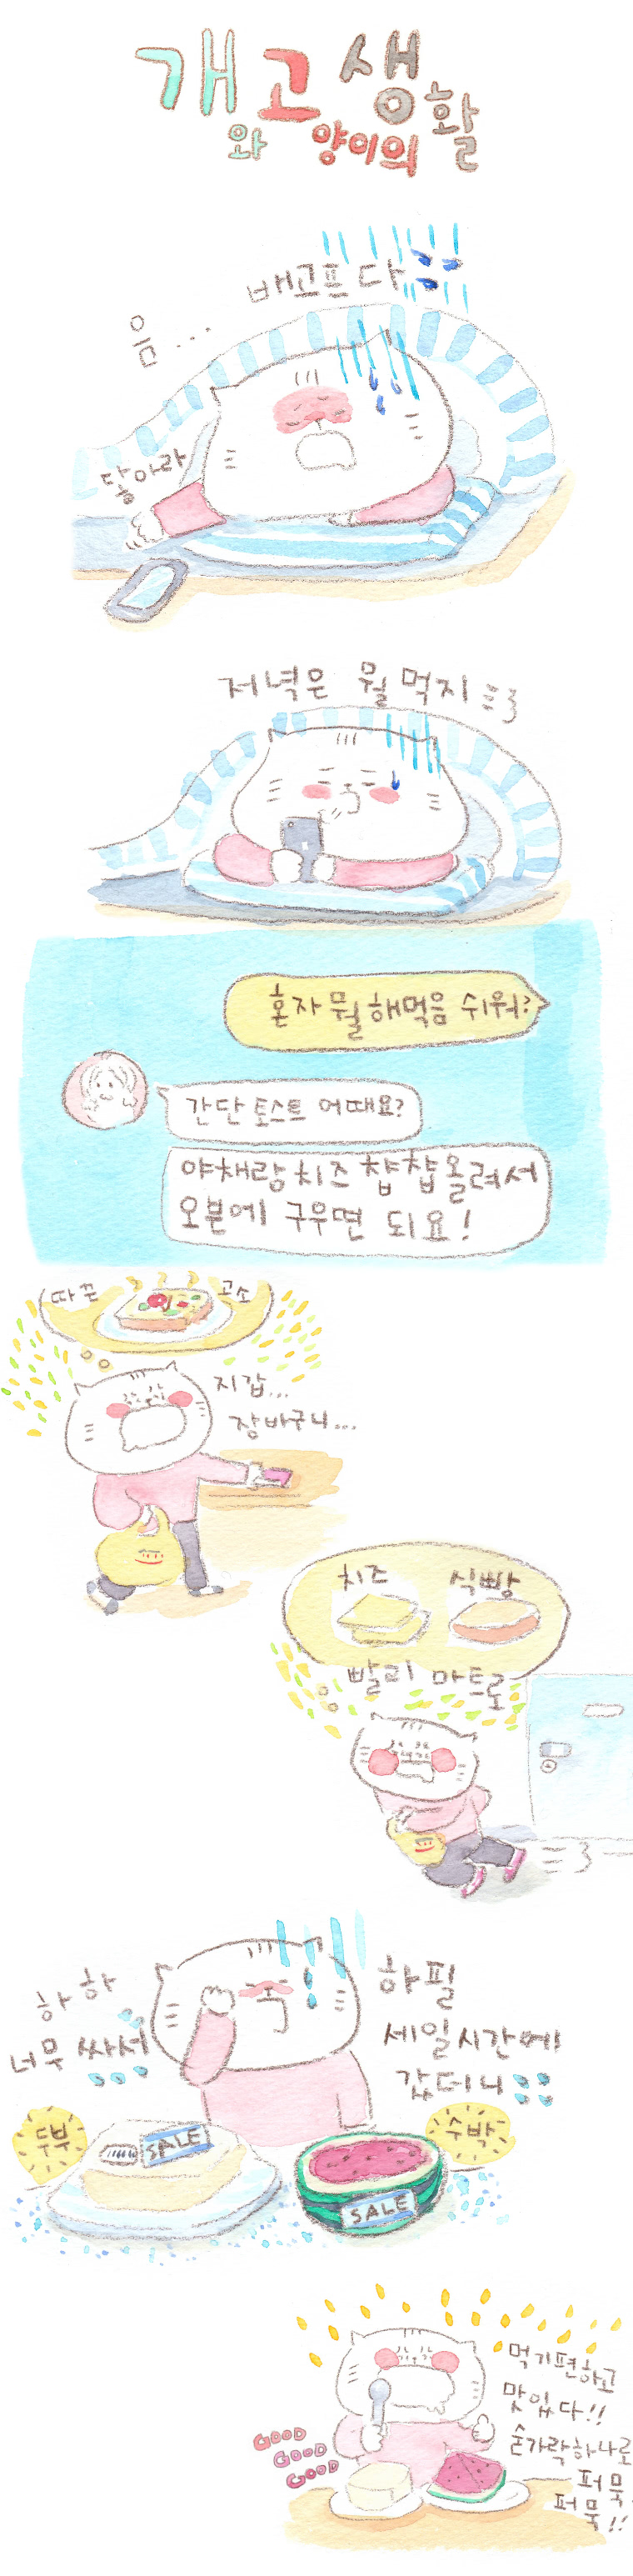 개와 고양이의 생활
배고프다
음...
닿아라
저녁은 뭘 먹지
혼자 뭘 해먹음 쉬워?
간단 토스트 어때요?
야채랑 치즈 챱챱 올려서
오븐에 구우면 되요!
따끈
고소
지갑...
장바구니...
치즈
식빵
빨리 마트로
하하
너무 싸서
하필
세일시간에
갔더니
두부
SALE
수박
SALE
먹기편하고
맛있다!!
숟가락하나로
퍼묵
퍼묵!!
GOOD
GOOD
GOOD